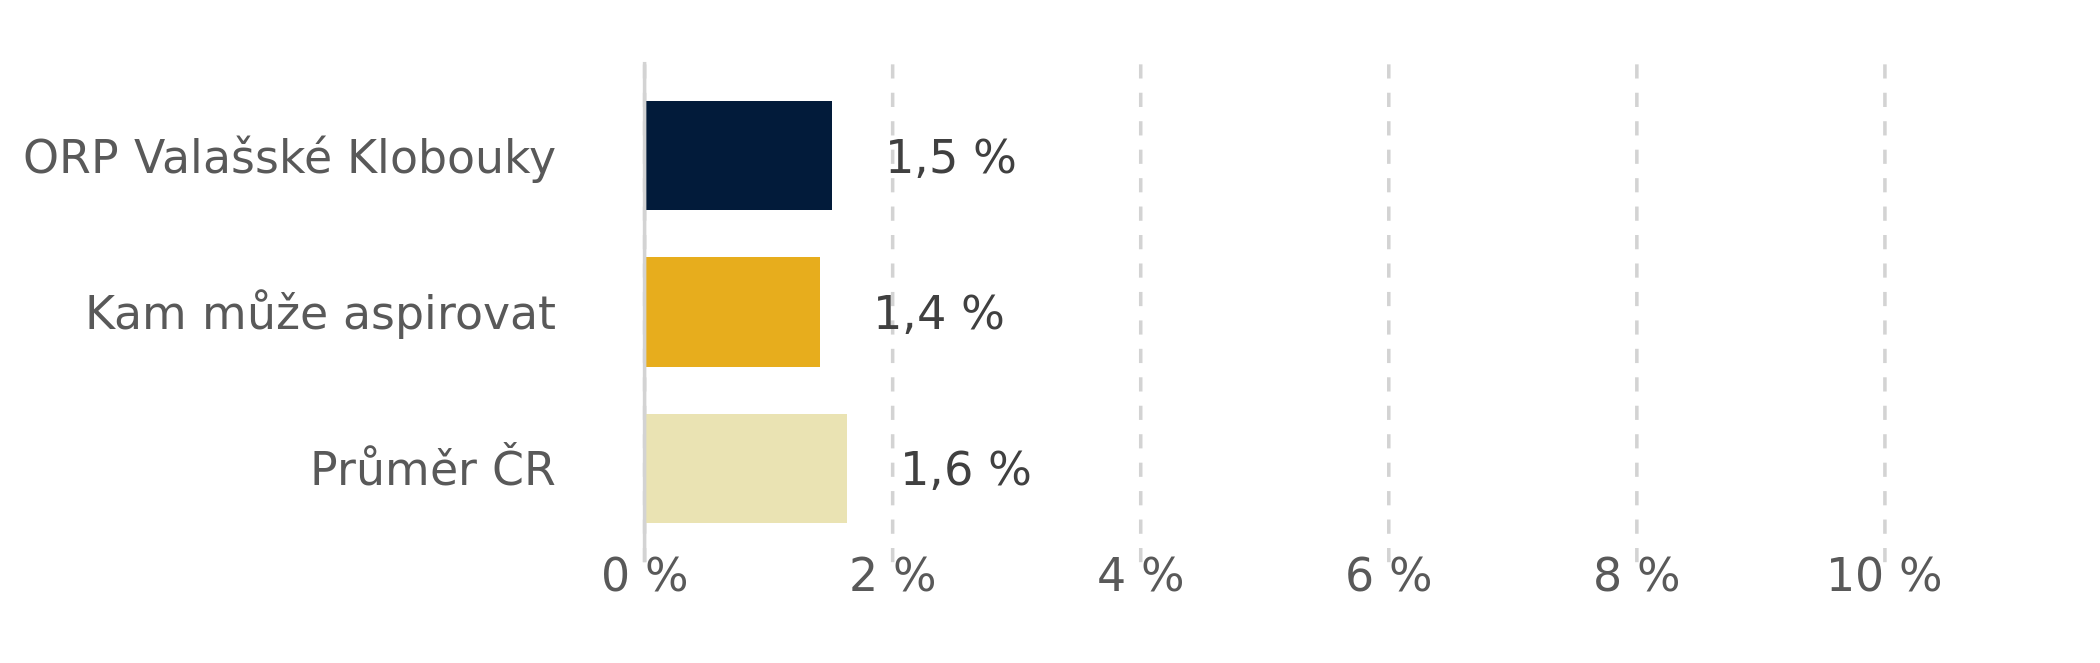 ORP Valašské Klobouky 1,5 %
Kam může aspirovat 1,4 %
Průměr ČR 1,6 %
0 % 2 % 4 % 6 % 8 % 10 %